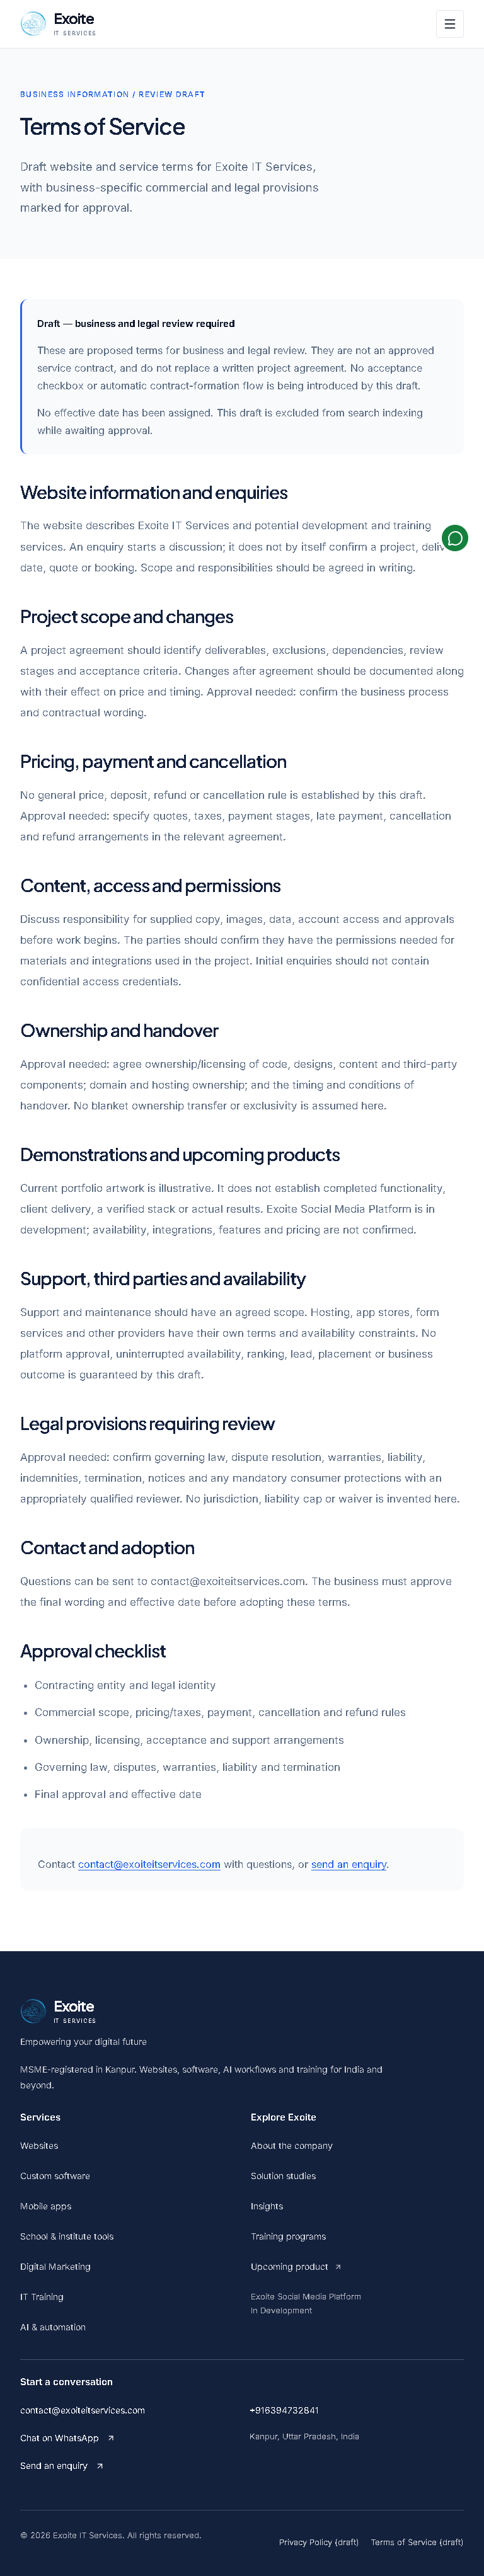 Exoite
IT SERVICES
BUSINESS INFORMATION / REVIEW DRAFT
Terms of Service
Draft website and service terms for Exoite IT Services,
with business-specific commercial and legal provisions
marked for approval.
Draft — business and legal review required
These are proposed terms for business and legal review. They are not an approved
service contract, and do not replace a written project agreement. No acceptance
checkbox or automatic contract-formation flow is being introduced by this draft.
No effective date has been assigned. This draft is excluded from search indexing
while awaiting approval.
Website information and enquiries
The website describes Exoite IT Services and potential development and training
services. An enquiry starts a discussion; it does not by itself confirm a project, deliv
date, quote or booking. Scope and responsibilities should be agreed in writing.
Project scope and changes
A project agreement should identify deliverables, exclusions, dependencies, review
stages and acceptance criteria. Changes after agreement should be documented along
with their effect on price and timing. Approval needed: confirm the business process
and contractual wording.
Pricing, payment and cancellation
No general price, deposit, refund or cancellation rule is established by this draft.
Approval needed: specify quotes, taxes, payment stages, late payment, cancellation
and refund arrangements in the relevant agreement.
Content, access and permissions
Discuss responsibility for supplied copy, images, data, account access and approvals
before work begins. The parties should confirm they have the permissions needed for
materials and integrations used in the project. Initial enquiries should not contain
confidential access credentials.
Ownership and handover
Approval needed: agree ownership/licensing of code, designs, content and third-party
components; domain and hosting ownership; and the timing and conditions of
handover. No blanket ownership transfer or exclusivity is assumed here.
Demonstrations and upcoming products
Current portfolio artwork is illustrative. It does not establish completed functionality,
client delivery, a verified stack or actual results. Exoite Social Media Platform is in
development; availability, integrations, features and pricing are not confirmed.
Support, third parties and availability
Support and maintenance should have an agreed scope. Hosting, app stores, form
services and other providers have their own terms and availability constraints. No
platform approval, uninterrupted availability, ranking, lead, placement or business
outcome is guaranteed by this draft.
Legal provisions requiring review
Approval needed: confirm governing law, dispute resolution, warranties, liability,
indemnities, termination, notices and any mandatory consumer protections with an
appropriately qualified reviewer. No jurisdiction, liability cap or waiver is invented here.
Contact and adoption
Questions can be sent to contact@exoiteitservices.com. The business must approve
the final wording and effective date before adopting these terms.
Approval checklist
• Contracting entity and legal identity
• Commercial scope, pricing/taxes, payment, cancellation and refund rules
• Ownership, licensing, acceptance and support arrangements
• Governing law, disputes, warranties, liability and termination
• Final approval and effective date
Contact contact@exoiteitservices.com with questions, or send an enquiry.
Exoite
IT SERVICES
Empowering your digital future
MSME-registered in Kanpur. Websites, software, AI workflows and training for India and
beyond.
Services
Websites
Custom software
Mobile apps
School & institute tools
Digital Marketing
IT Training
AI & automation
Explore Exoite
About the company
Solution studies
Insights
Training programs
Upcoming product ↗
Exoite Social Media Platform
In Development
Start a conversation
contact@exoiteitservices.com
Chat on WhatsApp ↗
Send an enquiry ↗
+916394732841
Kanpur, Uttar Pradesh, India
© 2026 Exoite IT Services. All rights reserved.
Privacy Policy (draft) Terms of Service (draft)